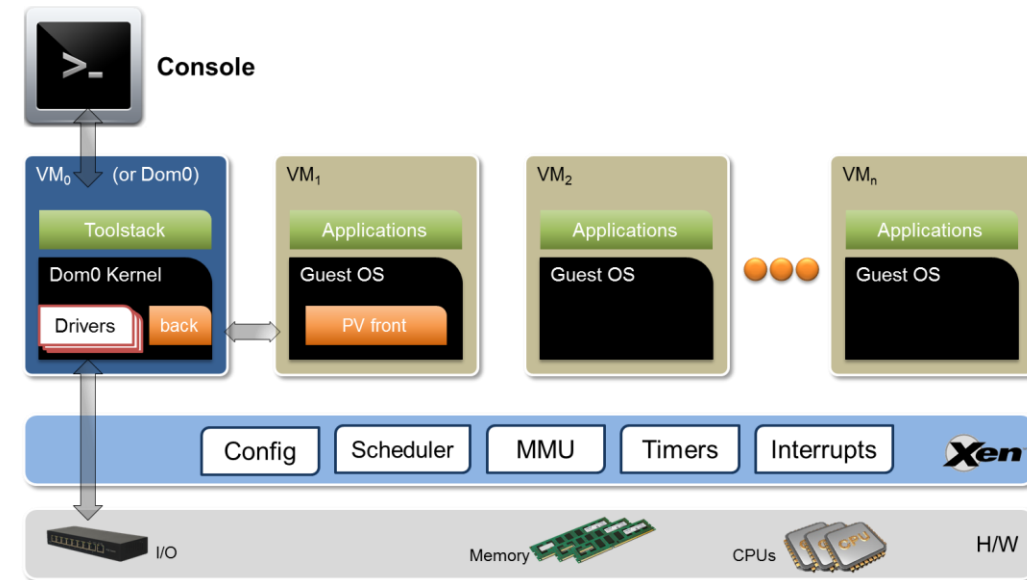 >_
Console
VM0 (or Dom0)
Toolstack
Dom0 Kernel
Drivers
back
VM1
Applications
Guest OS
PV front
VM2
Applications
Guest OS
VMn
Applications
Guest OS
Config
Scheduler
MMU
Timers
Interrupts
Xen
I/O
Memory
CPUs
CPU
H/W